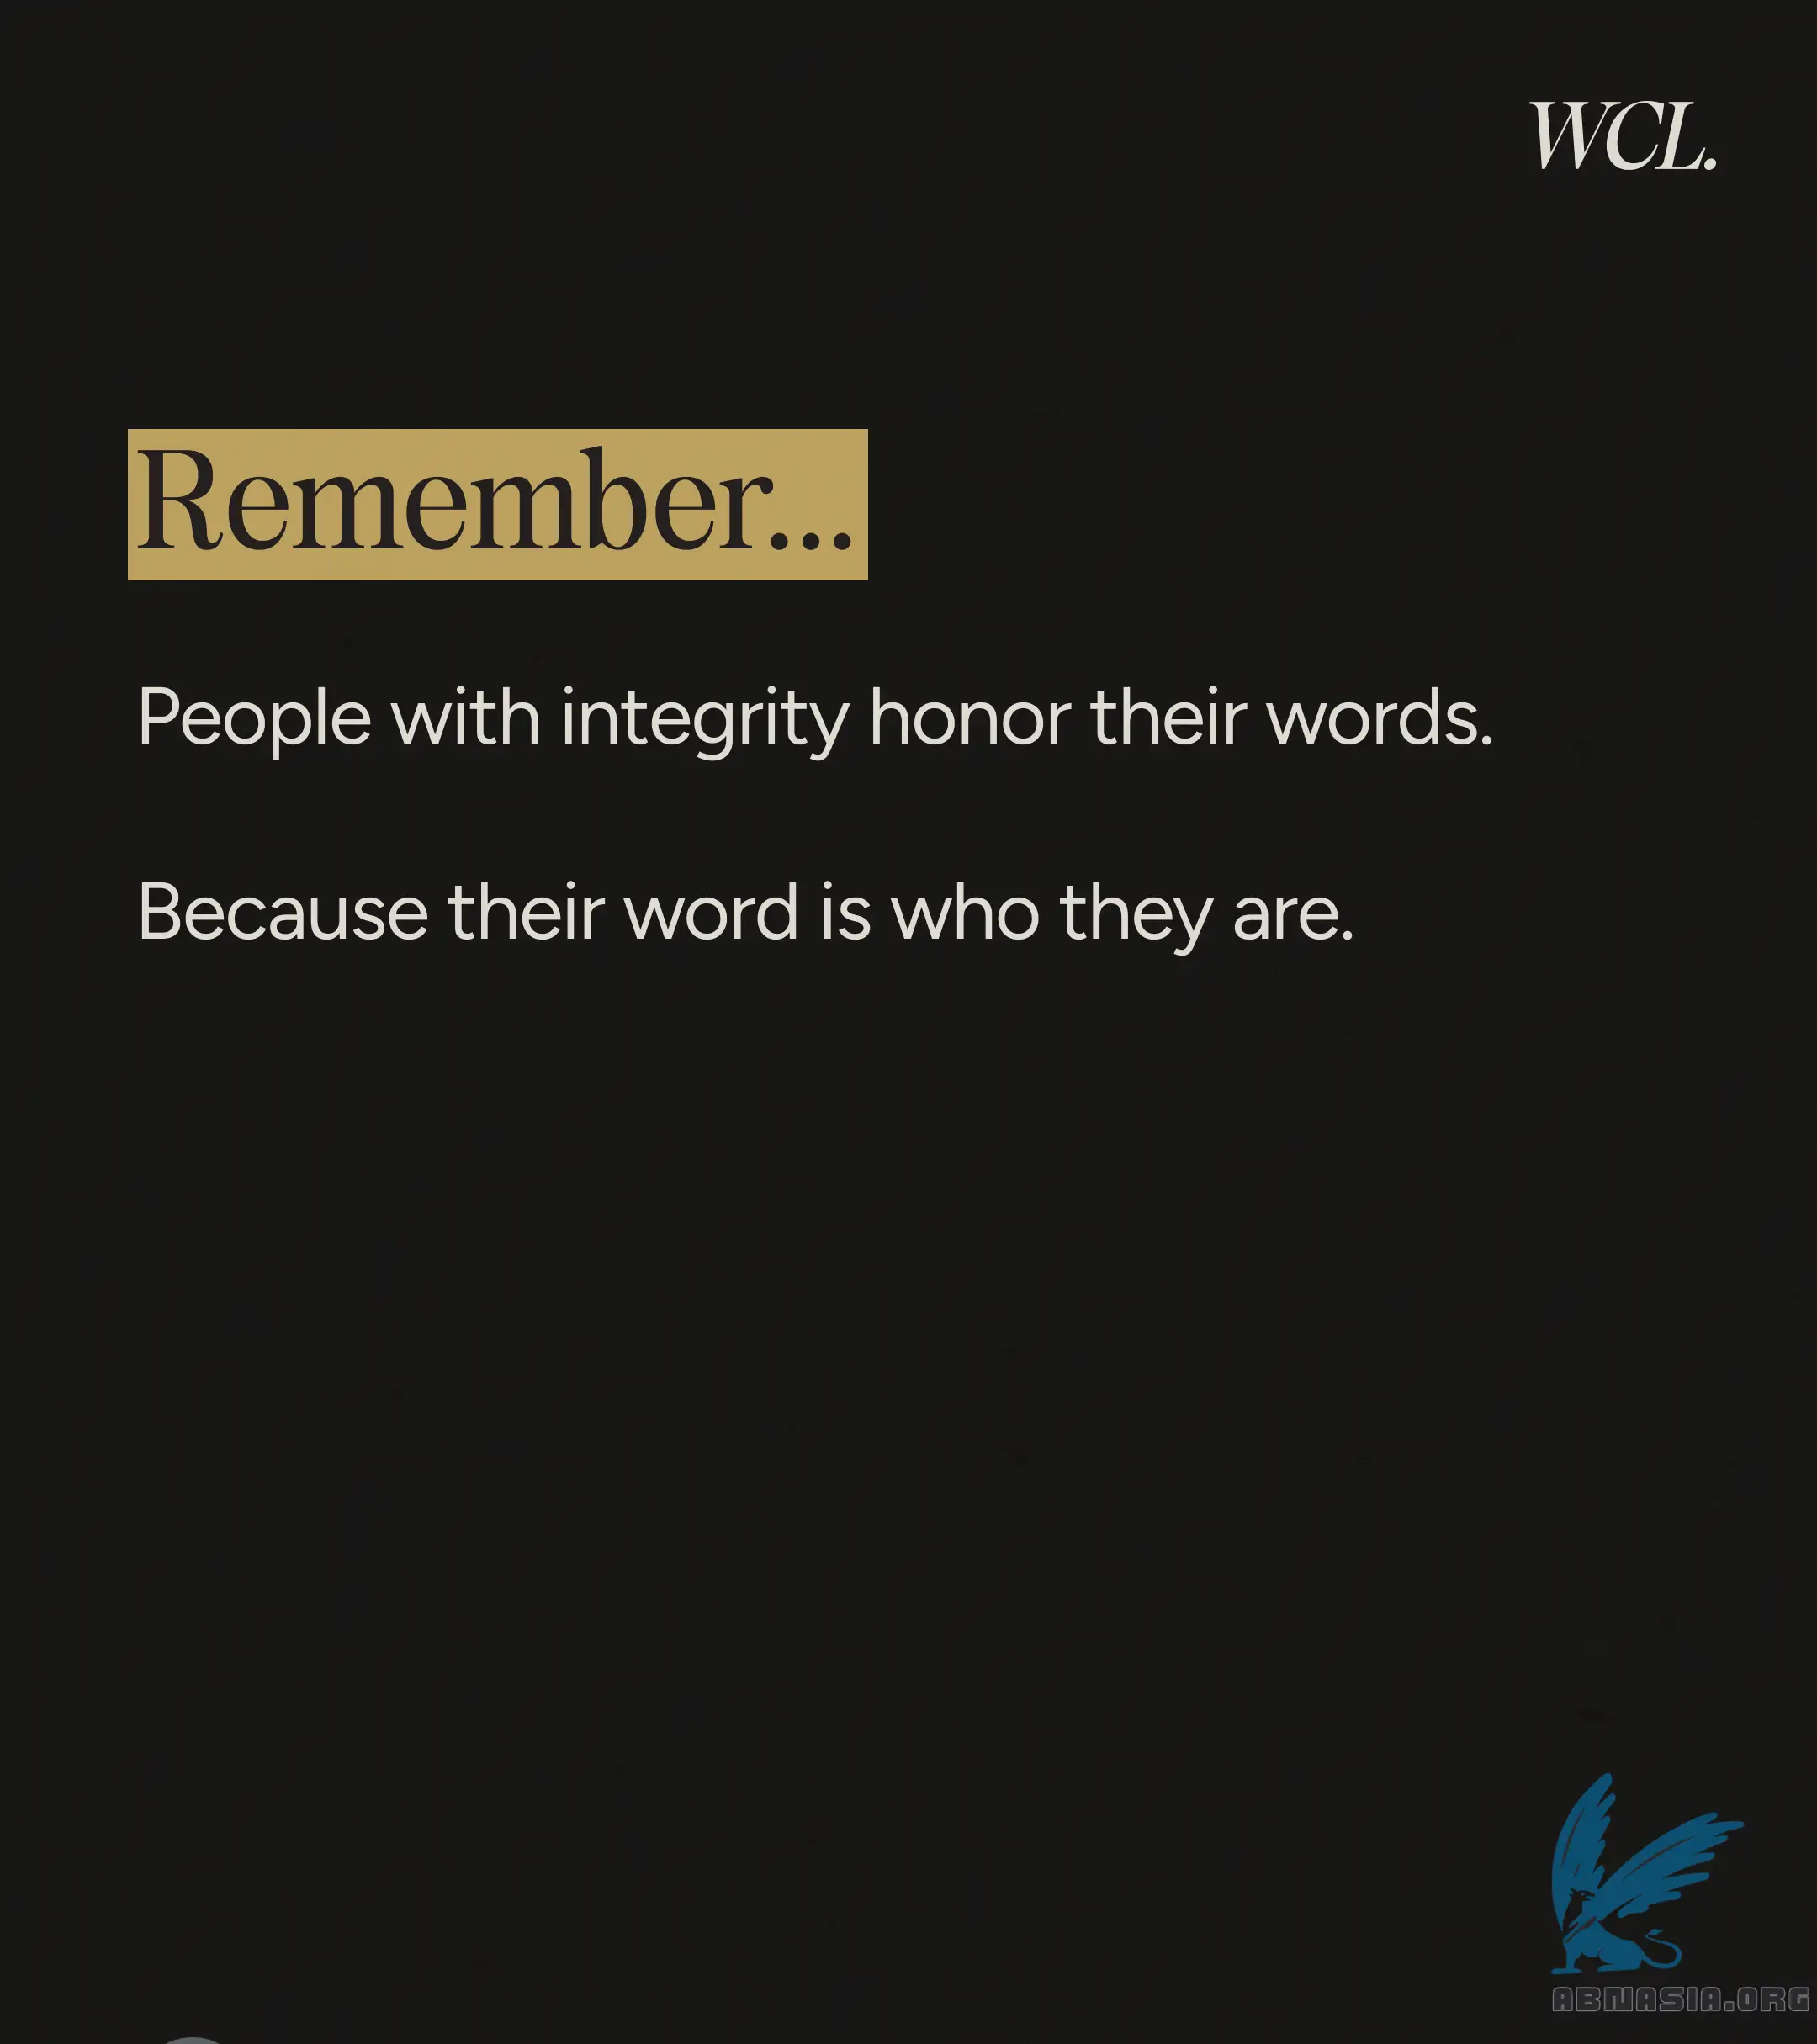 WCL.
Remember...
People with integrity honor their words.
Because their word is who they are.
ABNASIA.ORG